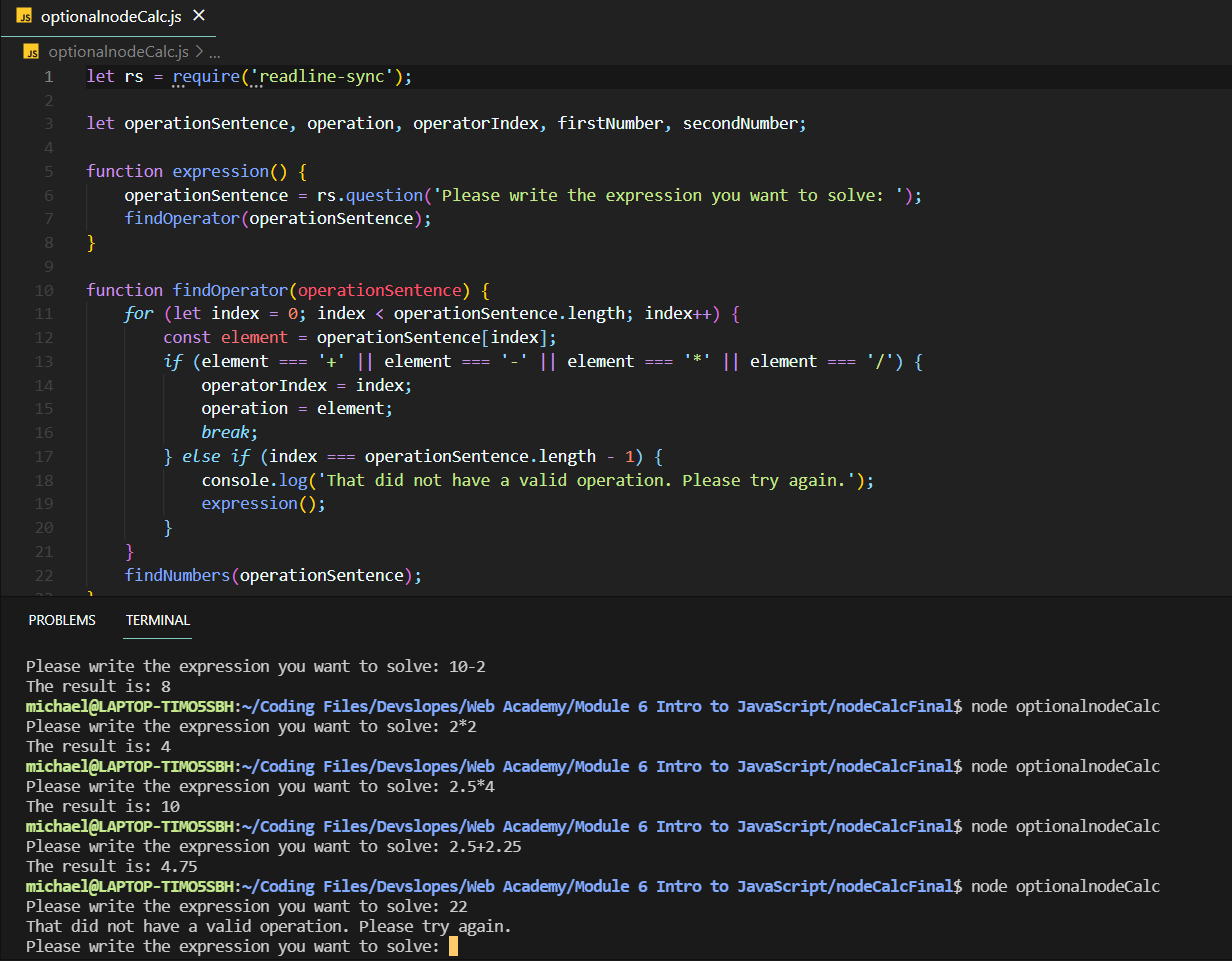 JS optionalnodeCalc.js ×
JS optionalnodeCalc.js > ...
1 let rs = require('readline-sync');
2
3 let operationSentence, operation, operatorIndex, firstNumber, secondNumber;
4
5 function expression() {
6 operationSentence = rs.question('Please write the expression you want to solve: ');
7 findOperator(operationSentence);
8 }
9
10 function findOperator(operationSentence) {
11 for (let index = 0; index < operationSentence.length; index++) {
12 const element = operationSentence[index];
13 if (element === '+' || element === '-' || element === '*' || element === '/') {
14 operatorIndex = index;
15 operation = element;
16 break;
17 } else if (index === operationSentence.length - 1) {
18 console.log('That did not have a valid operation. Please try again.');
19 expression();
20 }
21 }
22 findNumbers(operationSentence);
23 }
PROBLEMS TERMINAL
Please write the expression you want to solve: 10-2
The result is: 8
michael@LAPTOP-TIMO5SBH:~/Coding Files/Devslopes/Web Academy/Module 6 Intro to JavaScript/nodeCalcFinal$ node optionalnodeCalc
Please write the expression you want to solve: 2*2
The result is: 4
michael@LAPTOP-TIMO5SBH:~/Coding Files/Devslopes/Web Academy/Module 6 Intro to JavaScript/nodeCalcFinal$ node optionalnodeCalc
Please write the expression you want to solve: 2.5*4
The result is: 10
michael@LAPTOP-TIMO5SBH:~/Coding Files/Devslopes/Web Academy/Module 6 Intro to JavaScript/nodeCalcFinal$ node optionalnodeCalc
Please write the expression you want to solve: 2.5+2.25
The result is: 4.75
michael@LAPTOP-TIMO5SBH:~/Coding Files/Devslopes/Web Academy/Module 6 Intro to JavaScript/nodeCalcFinal$ node optionalnodeCalc
Please write the expression you want to solve: 22
That did not have a valid operation. Please try again.
Please write the expression you want to solve: